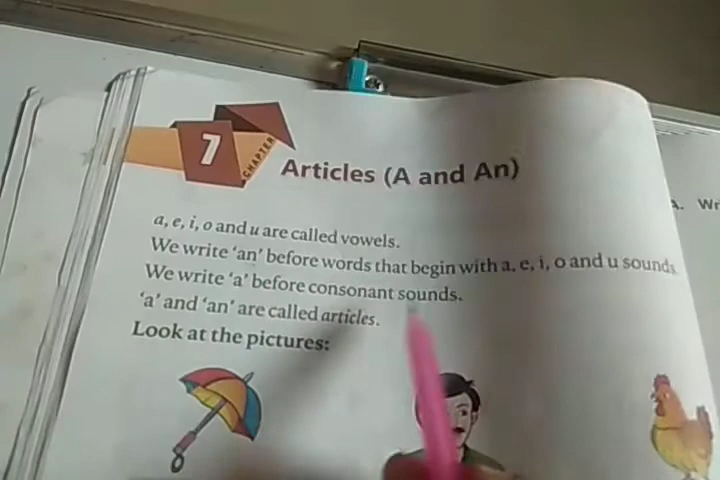 7
CHAPTER
Articles (A and An)
a, e, i, o and u are called vowels.
We write 'an' before words that begin with a, e, i, o and u sounds.
We write 'a' before consonant sounds.
'a' and 'an' are called articles.
Look at the pictures:
A. Wr